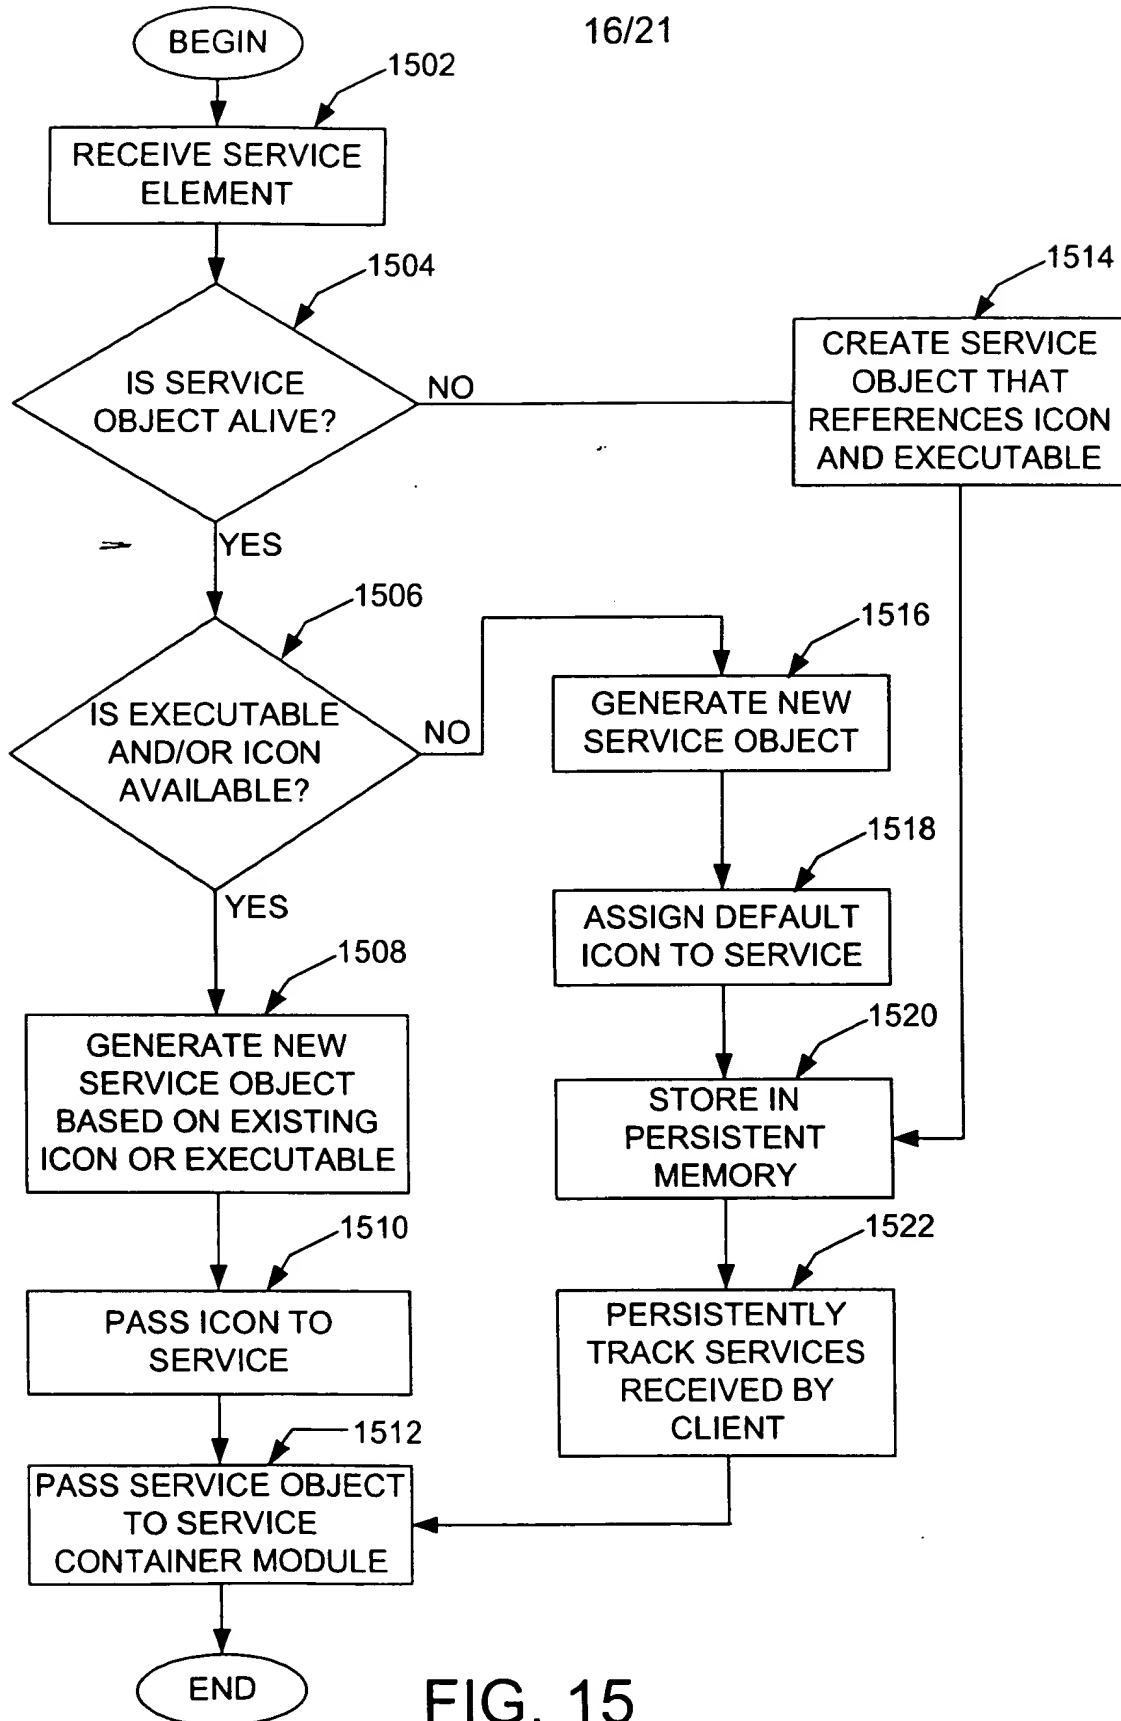 16/21
BEGIN
1502
RECEIVE SERVICE
ELEMENT
1504
IS SERVICE
OBJECT ALIVE?
NO
YES
1514
CREATE SERVICE
OBJECT THAT
REFERENCES ICON
AND EXECUTABLE
1506
IS EXECUTABLE
AND/OR ICON
AVAILABLE?
NO
YES
1516
GENERATE NEW
SERVICE OBJECT
1518
ASSIGN DEFAULT
ICON TO SERVICE
1508
GENERATE NEW
SERVICE OBJECT
BASED ON EXISTING
ICON OR EXECUTABLE
1520
STORE IN
PERSISTENT
MEMORY
1510
PASS ICON TO
SERVICE
1522
PERSISTENTLY
TRACK SERVICES
RECEIVED BY
CLIENT
1512
PASS SERVICE OBJECT
TO SERVICE
CONTAINER MODULE
END
FIG. 15